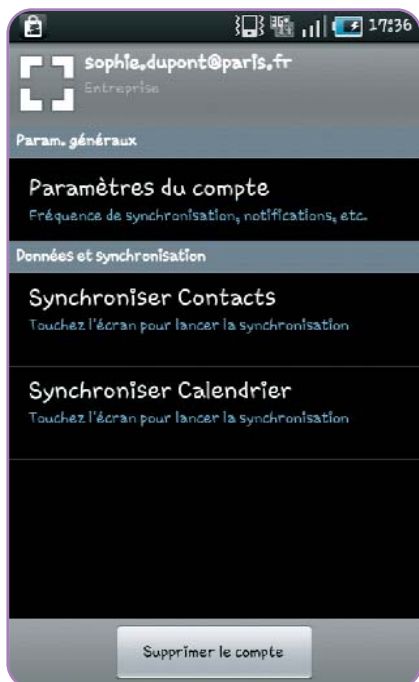 17:36
sophie.dupont@paris.fr
Entreprise
Param. généraux
Paramètres du compte
Fréquence de synchronisation, notifications, etc.
Données et synchronisation
Synchroniser Contacts
Touchez l'écran pour lancer la synchronisation
Synchroniser Calendrier
Touchez l'écran pour lancer la synchronisation
Supprimer le compte